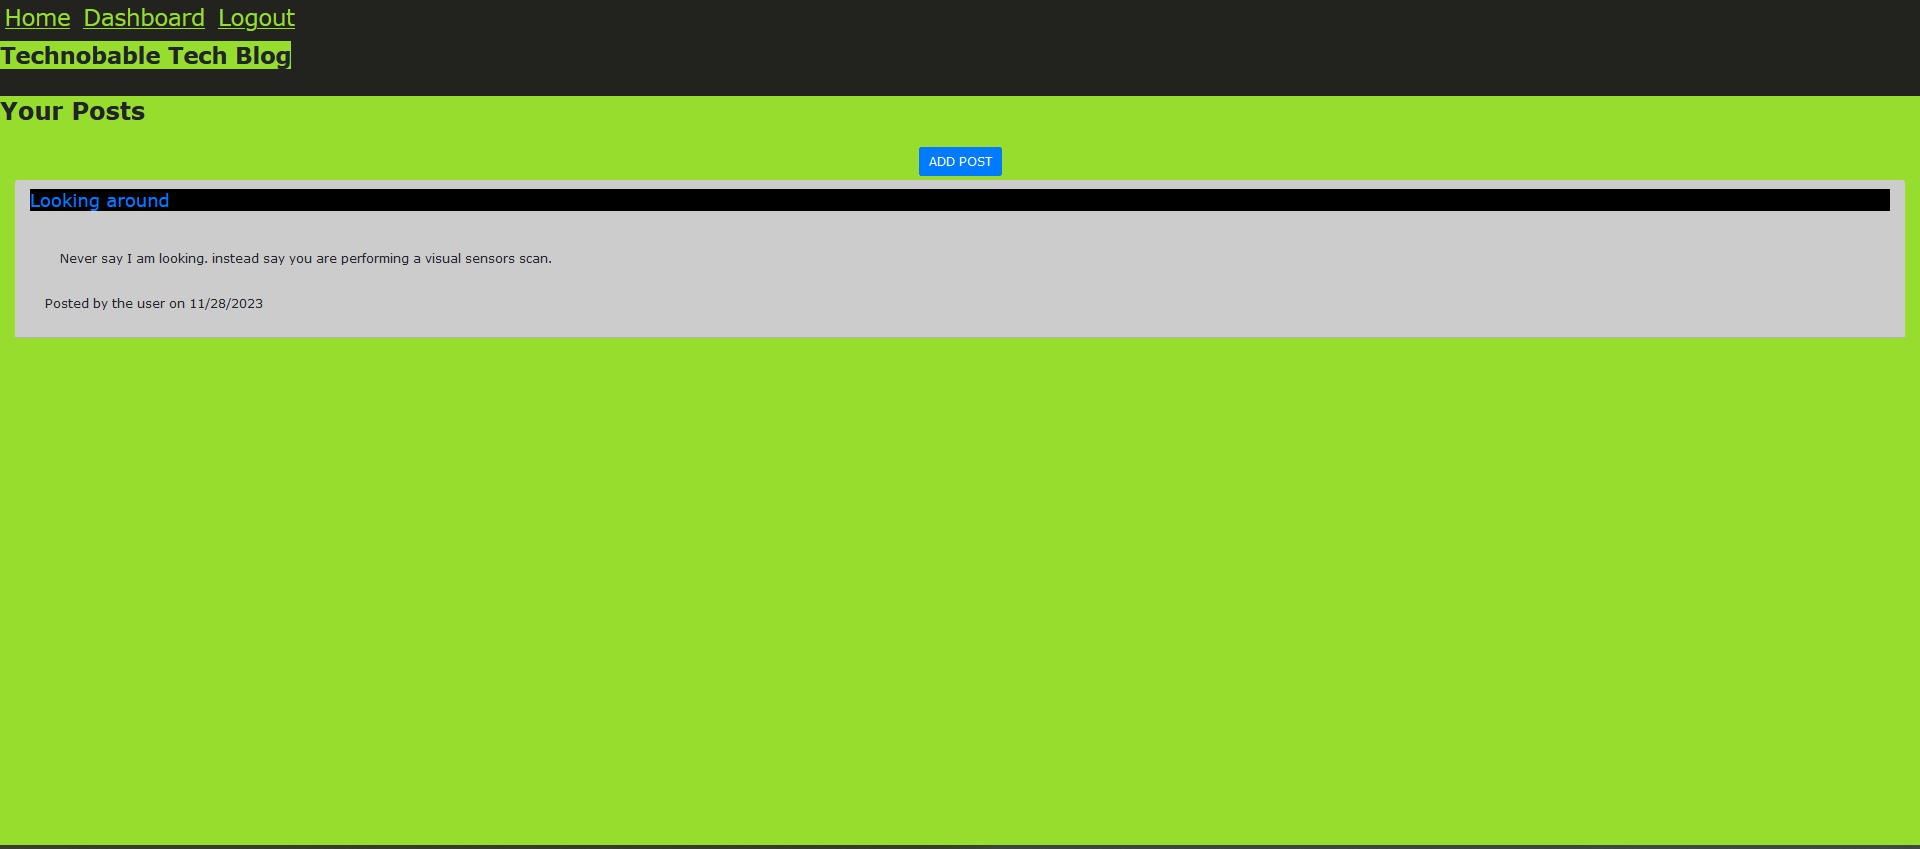 Home Dashboard Logout
Technobable Tech Blog
Your Posts
ADD POST
Looking around
Never say I am looking. instead say you are performing a visual sensors scan.
Posted by the user on 11/28/2023